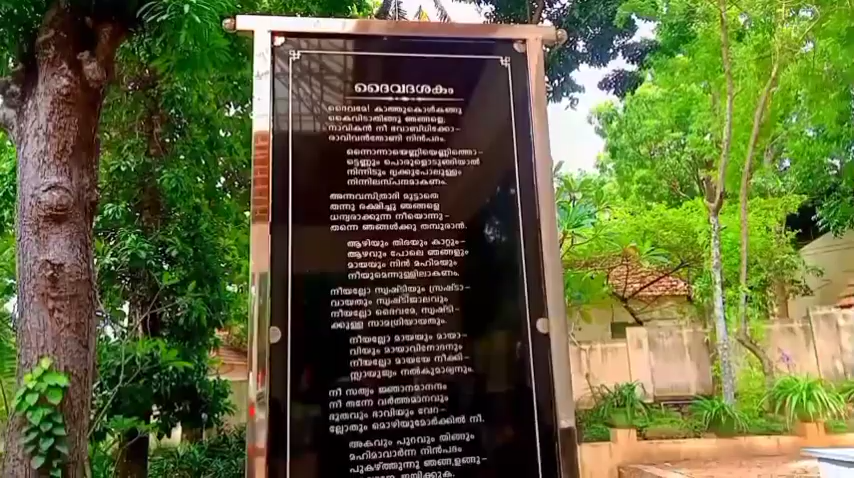 ദൈവദശകം
ദൈവമേ! കാത്തുകൊൾകങ്ങു
കൈവിടാതിങ്ങു ഞങ്ങളെ;
നാവികൻ നീ ഭവാബ്ധിക്കൊ-
രാവിവൻതോണി നിൻപദം.
ഒന്നൊന്നായെണ്ണിയെണ്ണിത്തൊ-
ട്ടെണ്ണും പൊരുളൊടുങ്ങിയാൽ
നിന്നിടും ദൃക്കുപോലുള്ളം
നിന്നിലസ്പന്ദമാകണം.
അന്നവസ്ത്രാദി മുട്ടാതെ
തന്നു രക്ഷിച്ചു ഞങ്ങളെ
ധന്യരാക്കുന്ന നീയൊന്നു-
തന്നെ ഞങ്ങൾക്കു തമ്പുരാൻ.
ആഴിയും തിരയും കാറ്റും-
ആഴവും പോലെ ഞങ്ങളും
മായയും നിൻ മഹിമയും
നീയുമെന്നുള്ളിലാകണം.
നീയല്ലോ സൃഷ്ടിയും സ്രഷ്ടാ-
വായതും സൃഷ്ടിജാലവും
നീയല്ലോ ദൈവമേ, സൃഷ്ടി-
ക്കുള്ള സാമഗ്രിയായതും.
നീയല്ലോ മായയും മായാ-
വിയും മായാവിനോദനും
നീയല്ലോ മായയെ നീക്കി-
സ്സായൂജ്യം നൽകുമാര്യനും.
നീ സത്യം ജ്ഞാനമാനന്ദം
നീ തന്നെ വർത്തമാനവും
ഭൂതവും ഭാവിയും വേറ-
ല്ലോതും മൊഴിയുമോർക്കിൽ നീ.
അകവും പുറവും തിങ്ങും
മഹിമാവാർന്ന നിൻപദം
പുകഴ്ത്തുന്നു ഞങ്ങളങ്ങു-